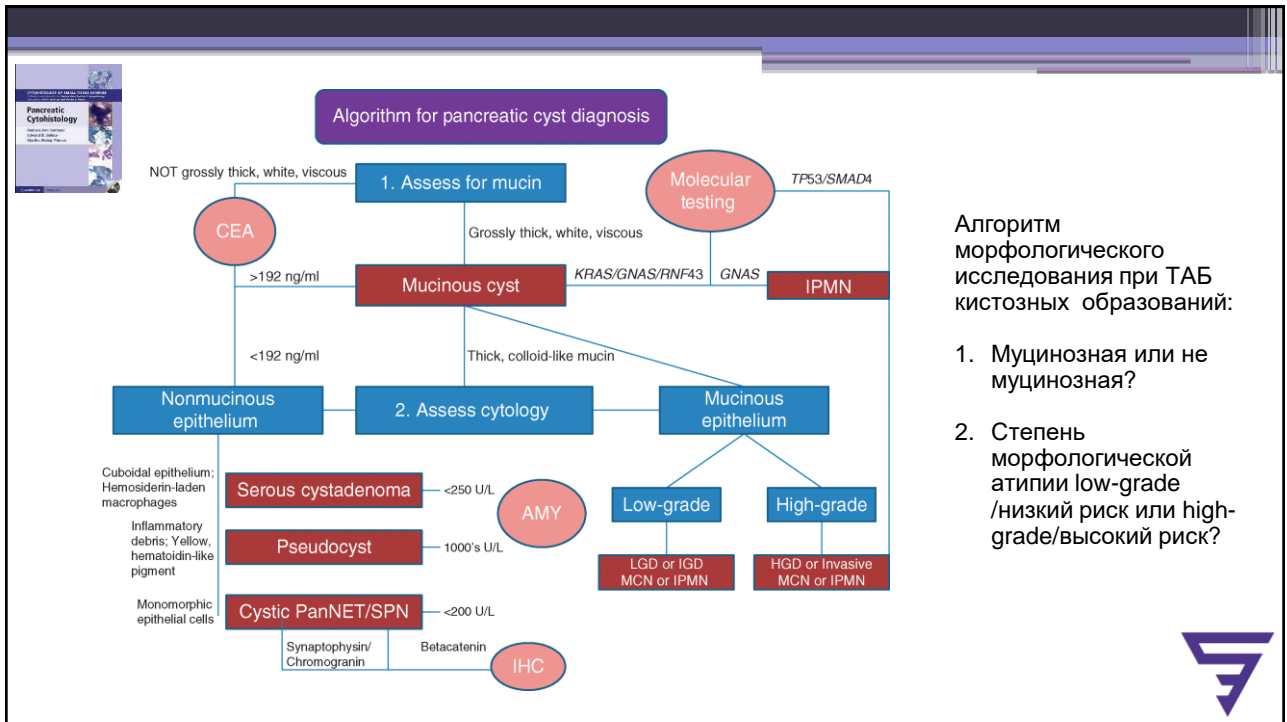 Pancreatic
Cytohistology
Algorithm for pancreatic cyst diagnosis
NOT grossly thick, white, viscous
1. Assess for mucin
Molecular
testing
TP53/SMAD4
CEA
Grossly thick, white, viscous
>192 ng/ml
Mucinous cyst
KRAS/GNAS/RNF43
GNAS
IPMN
<192 ng/ml
Thick, colloid-like mucin
Nonmucinous
epithelium
2. Assess cytology
Mucinous
epithelium
Cuboidal epithelium;
Hemosiderin-laden
macrophages
Serous cystadenoma
<250 U/L
AMY
Low-grade
High-grade
Inflammatory
debris; Yellow,
hematoidin-like
pigment
Pseudocyst
1000's U/L
LGD or IGD
MCN or IPMN
HGD or Invasive
MCN or IPMN
Monomorphic
epithelial cells
Cystic PanNET/SPN
<200 U/L
Synaptophysin/
Chromogranin
Betacatenin
IHC
Алгоритм
морфологического
исследования при ТАБ
кистозных образований:
1. Муцинозная или не
муцинозная?
2. Степень
морфологической
атипии low-grade
/низкий риск или high-
grade/высокий риск?